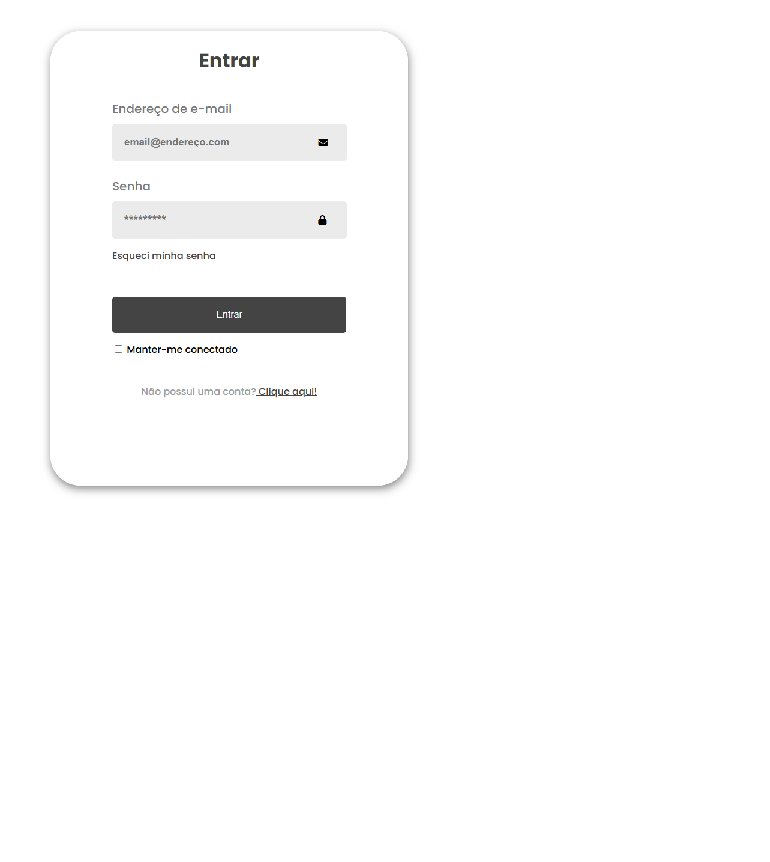 Entrar
Endereço de e-mail
email@endereço.com
Senha
*********
Esqueci minha senha
Entrar
Manter-me conectado
Não possui uma conta? Clique aqui!